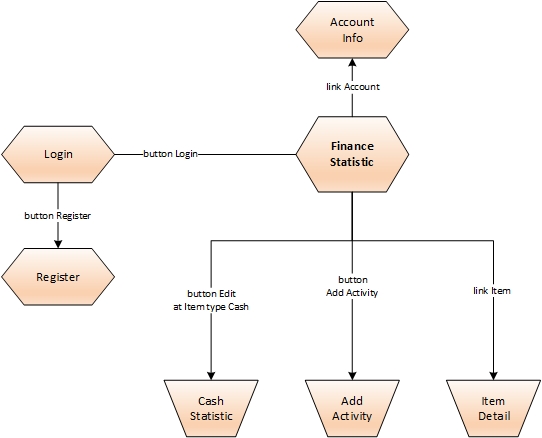 Account
Info
link Account
Login
button Login
Finance
Statistic
button Register
Register
button Edit
at Item type Cash
button
Add Activity
link Item
Cash
Statistic
Add
Activity
Item
Detail